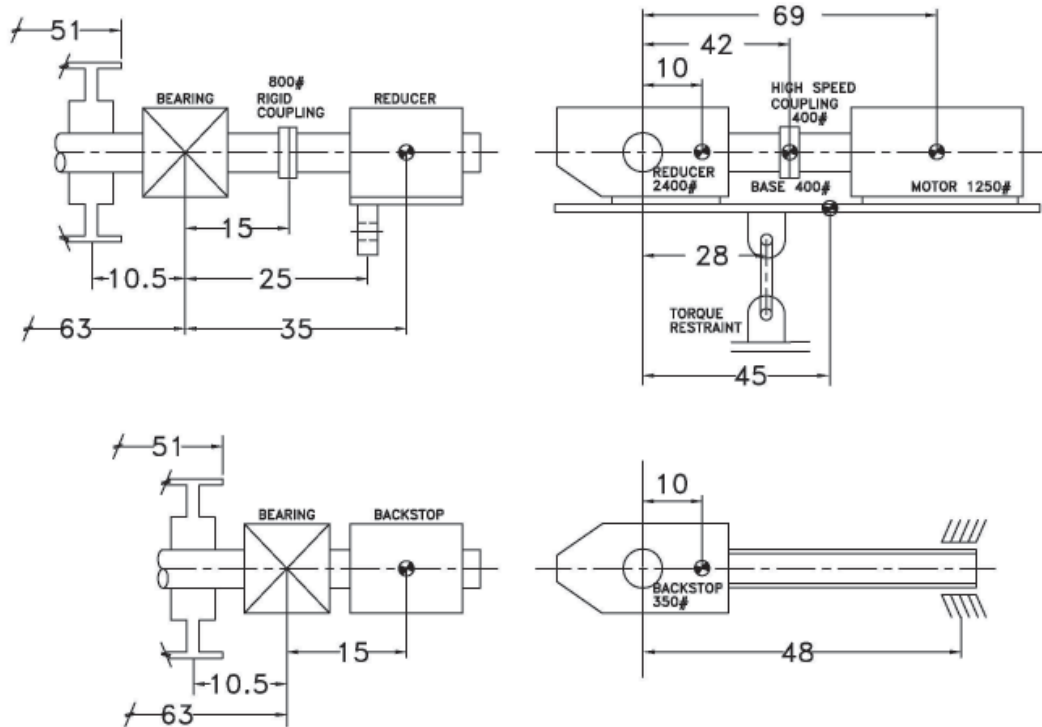 51
BEARING
800#
RIGID
COUPLING
REDUCER
15
10.5
25
63
35
69
42
10
HIGH SPEED
COUPLING
400#
REDUCER
2400#
BASE 400#
MOTOR 1250#
28
TORQUE
RESTRAINT
45
51
BEARING
BACKSTOP
15
10.5
63
10
BACKSTOP
350#
48